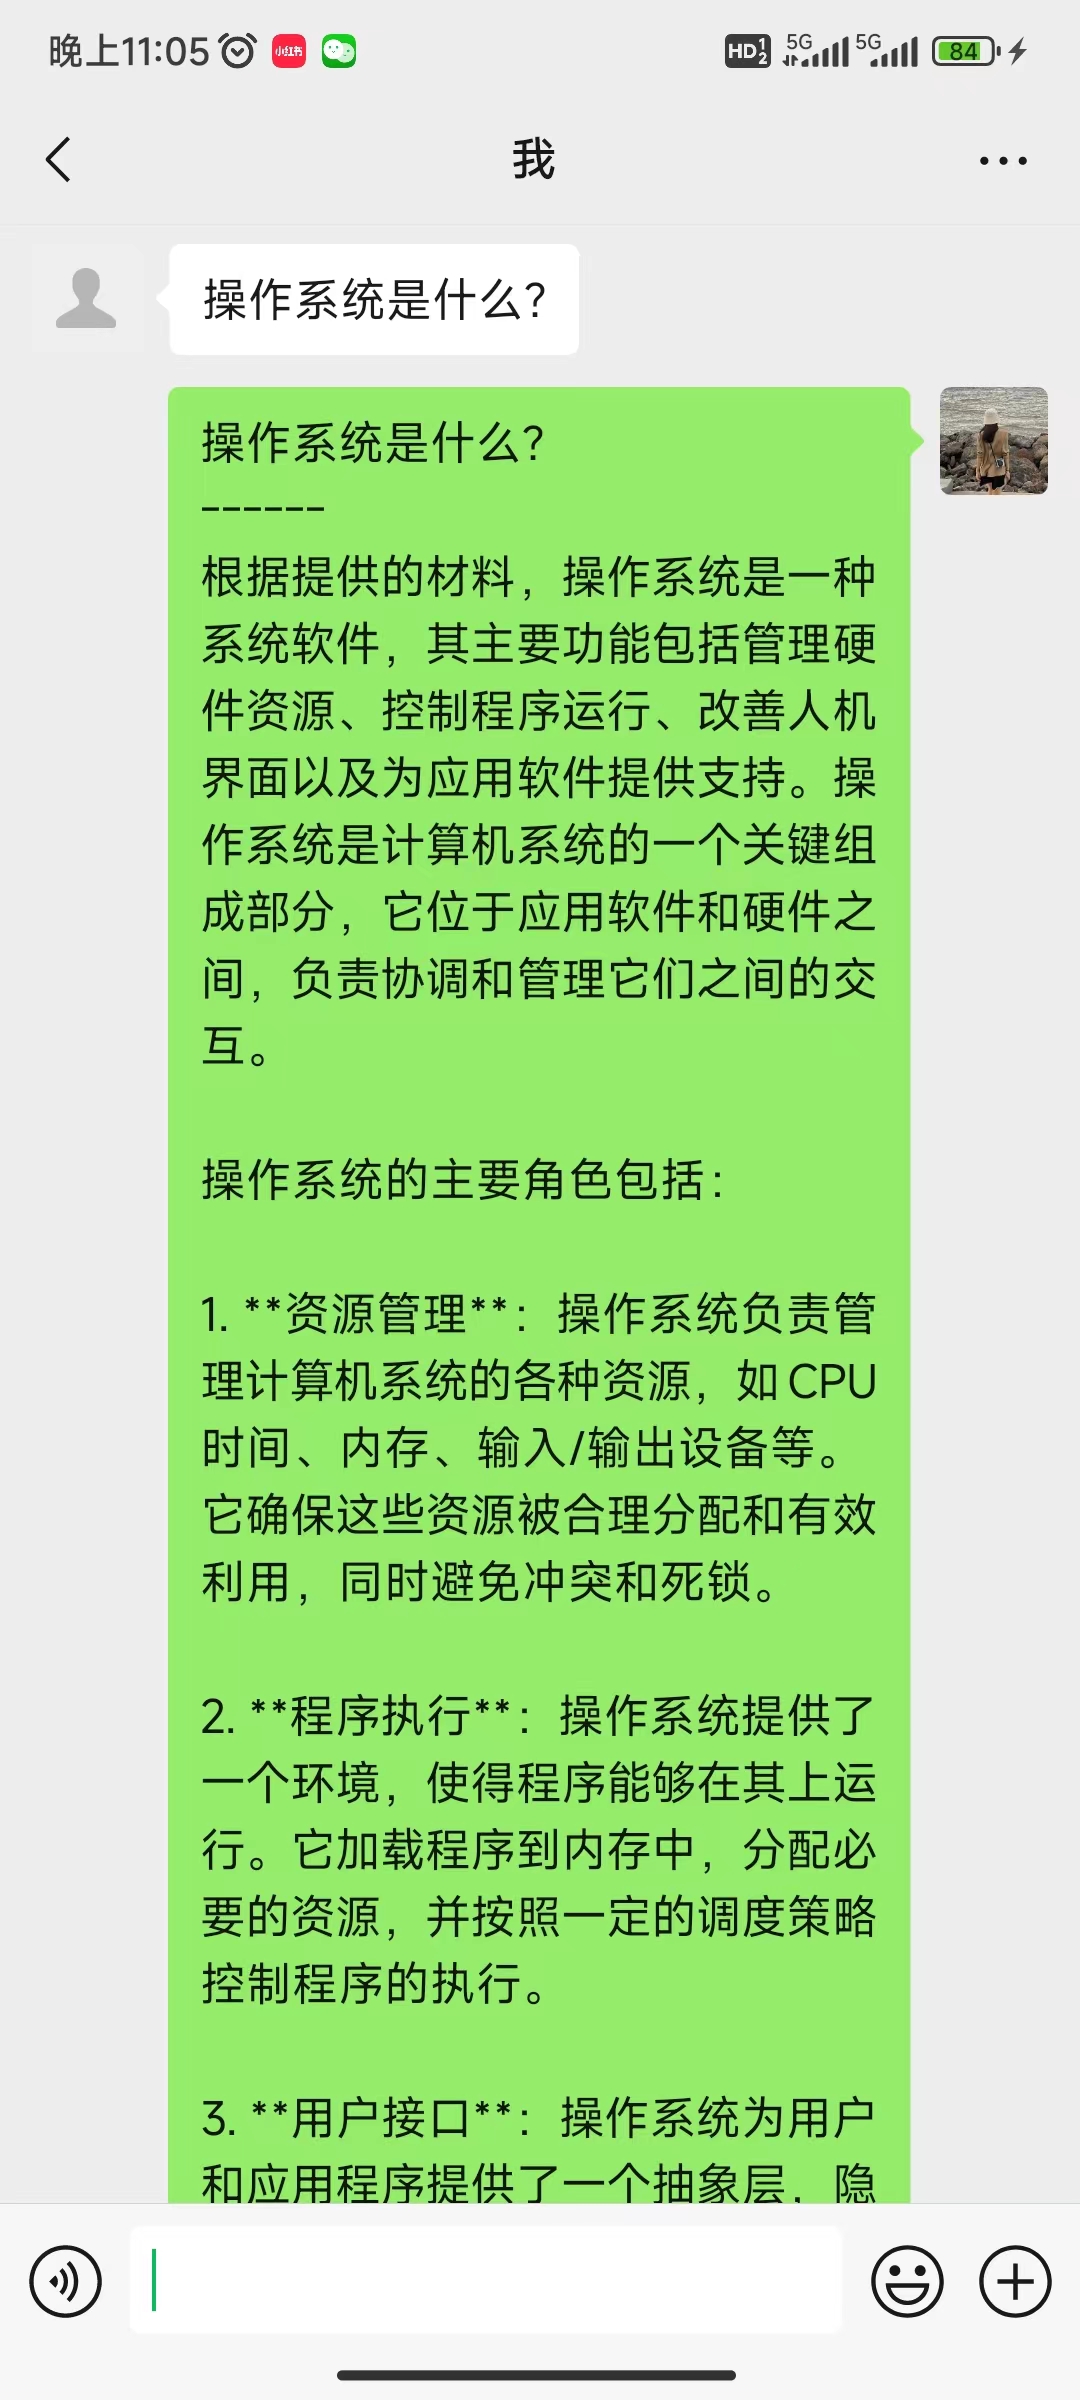 晚上11:05
小红书
HD 1 2
5G
5G
84
我
操作系统是什么?
操作系统是什么?
------
根据提供的材料，操作系统是一种
系统软件，其主要功能包括管理硬
件资源、控制程序运行、改善人机
界面以及为应用软件提供支持。操
作系统是计算机系统的一个关键组
成部分，它位于应用软件和硬件之
间，负责协调和管理它们之间的交
互。
操作系统的主要角色包括：
1. **资源管理**：操作系统负责管
理计算机系统的各种资源，如CPU
时间、内存、输入/输出设备等。
它确保这些资源被合理分配和有效
利用，同时避免冲突和死锁。
2. **程序执行**：操作系统提供了
一个环境，使得程序能够在其上运
行。它加载程序到内存中，分配必
要的资源，并按照一定的调度策略
控制程序的执行。
3. **用户接口**：操作系统为用户
和应用程序提供了一个抽象层，隐